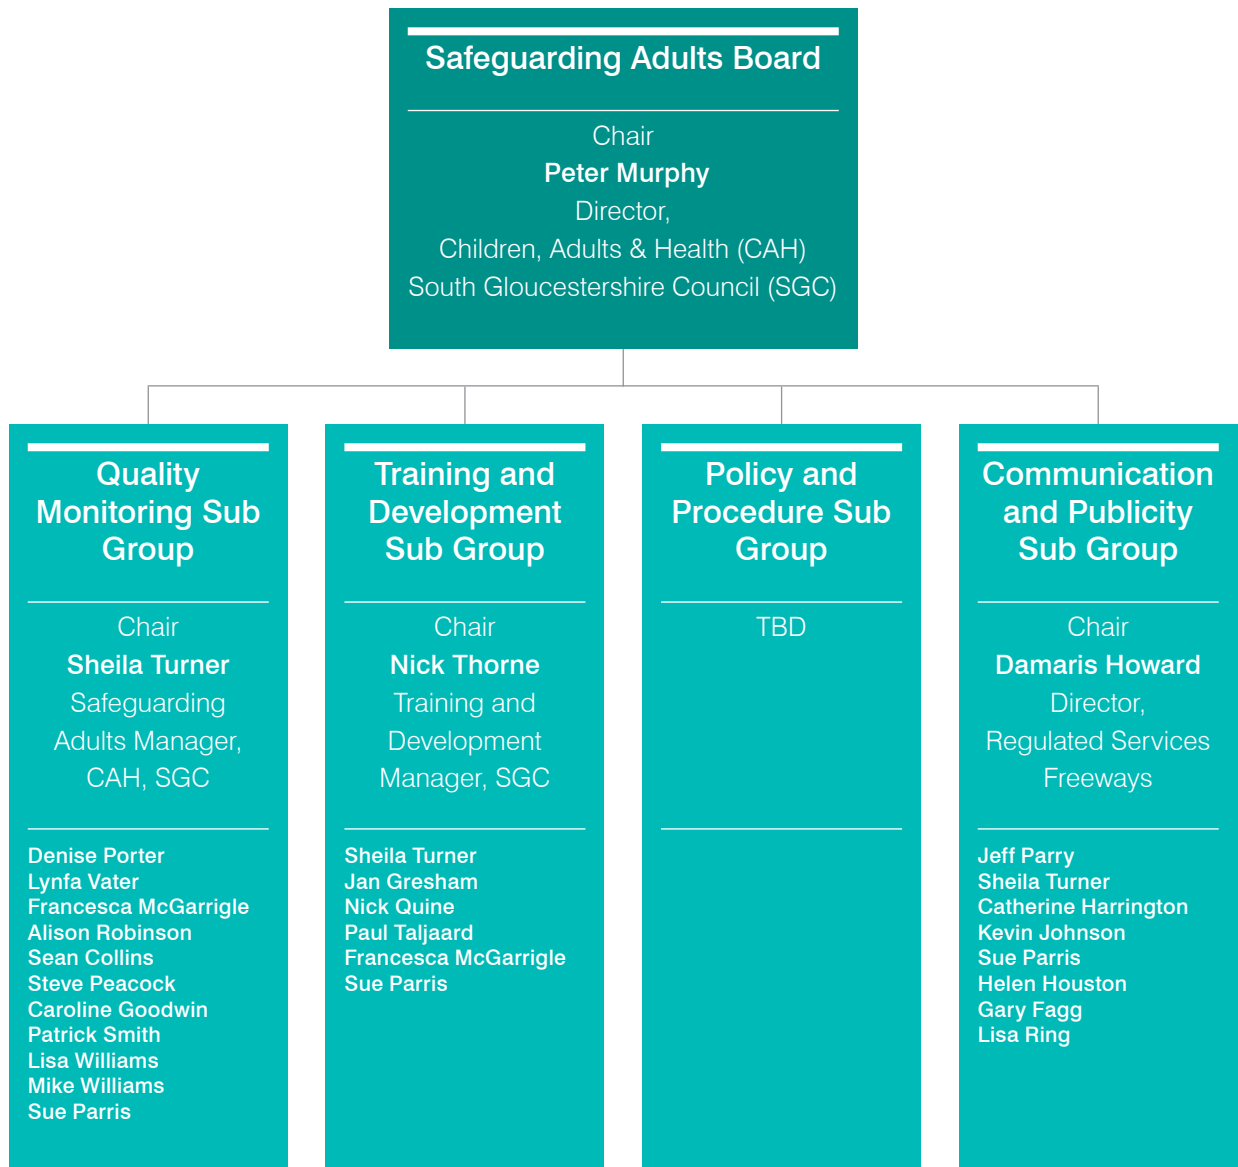 Safeguarding Adults Board
Chair
Peter Murphy
Director,
Children, Adults & Health (CAH)
South Gloucestershire Council (SGC)
Quality
Monitoring Sub
Group
Chair
Sheila Turner
Safeguarding
Adults Manager,
CAH, SGC
Denise Porter
Lynfa Vater
Francesca McGarrigle
Alison Robinson
Sean Collins
Steve Peacock
Caroline Goodwin
Patrick Smith
Lisa Williams
Mike Williams
Sue Parris
Training and
Development
Sub Group
Chair
Nick Thorne
Training and
Development
Manager, SGC
Sheila Turner
Jan Gresham
Nick Quine
Paul Taljaard
Francesca McGarrigle
Sue Parris
Policy and
Procedure Sub
Group
TBD
Communication
and Publicity
Sub Group
Chair
Damaris Howard
Director,
Regulated Services
Freeways
Jeff Parry
Sheila Turner
Catherine Harrington
Kevin Johnson
Sue Parris
Helen Houston
Gary Fagg
Lisa Ring